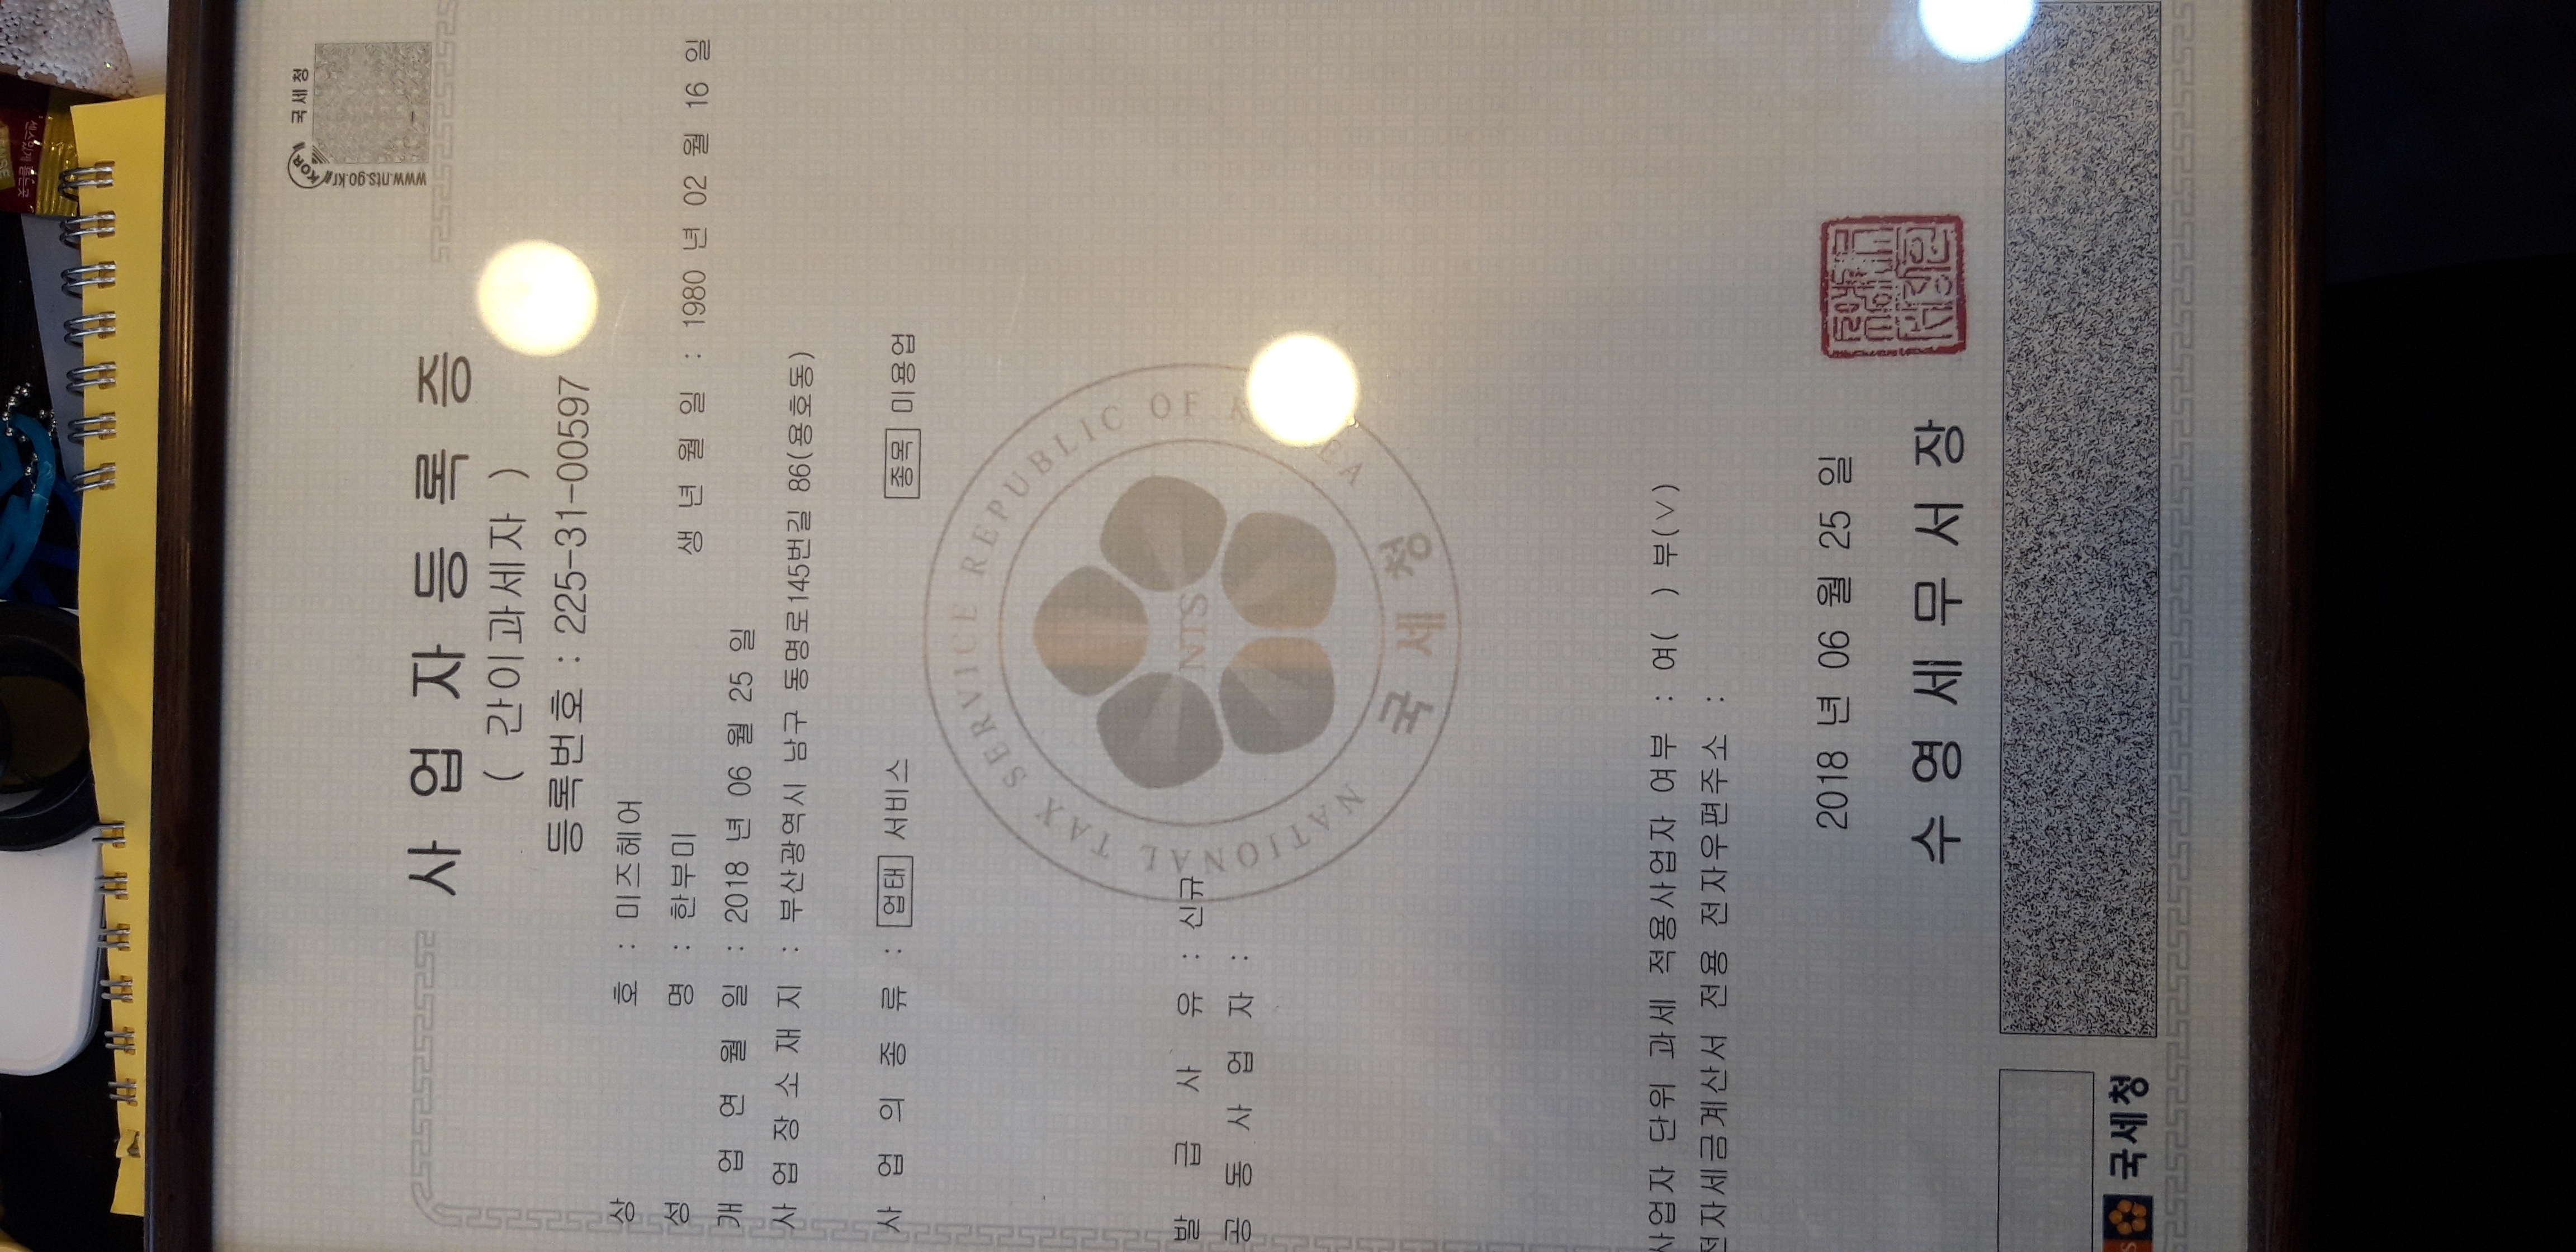 국세청
KOR
www.nts.go.kr
사업자등록증
( 간이과세자 )
등록번호 : 225-31-00597
상 호 : 미즈헤어
성 명 : 한부미 생 년 월 일 : 1980 년 02 월 16 일
개 업 연 월 일 : 2018 년 06 월 25 일
사 업 장 소 재 지 : 부산광역시 남구 동명로145번길 86(용호동)
사 업 의 종 류 : 업태 서비스 종목 미용업
NATIONAL TAX SERVICE REPUBLIC OF KOREA
NTS
국세청
발 급 사 유 : 신규
공 동 사 업 자 :
사업자 단위 과세 적용사업자 여부 : 여( ) 부(∨)
전자세금계산서 전용 전자우편주소 :
2018 년 06 월 25 일
수 영 세 무 서 장
국세청